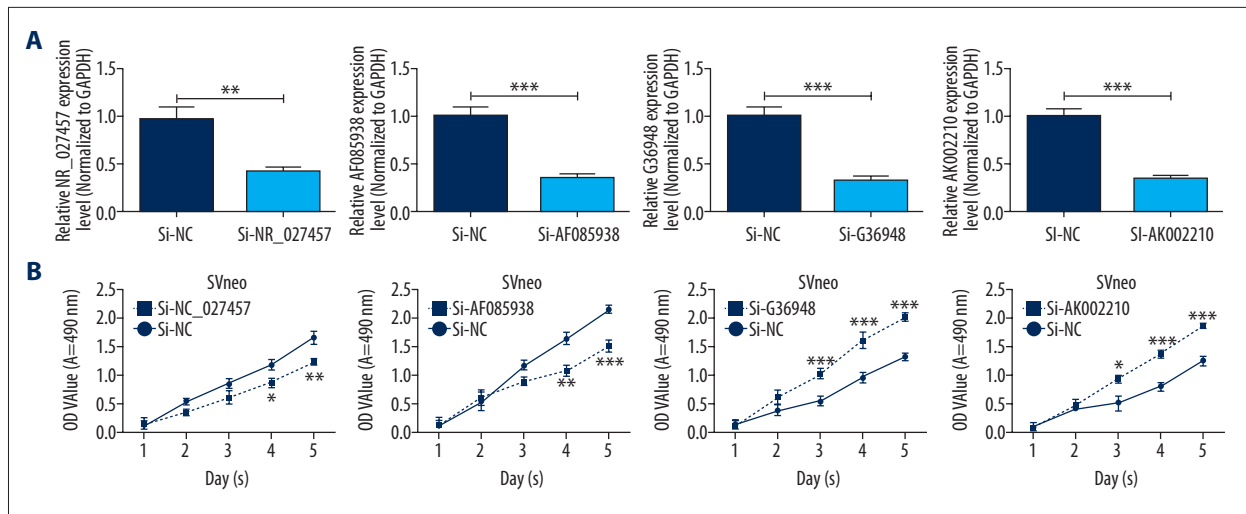 A
Relative NR_027457 expression
level (Normalized to GAPDH)
1.5
1.0
0.5
0.0
**
Si-NC
Si-NR_027457
Relative AF085938 expression
level (Normalized to GAPDH)
1.5
1.0
0.5
0.0
***
Si-NC
Si-AF085938
Relative G36948 expression
level (Normalized to GAPDH)
1.5
1.0
0.5
0.0
***
Si-NC
Si-G36948
Relative AK002210 expression
level (Normalized to GAPDH)
1.5
1.0
0.5
0.0
***
SI-NC
SI-AK002210
B
SVneo
Si-NC_027457
Si-NC
OD VAlue (A=490 nm)
2.5
2.0
1.5
1.0
0.5
0.0
*
**
1 2 3 4 5
Day (s)
SVneo
Si-AF085938
Si-NC
OD VAlue (A=490 nm)
2.5
2.0
1.5
1.0
0.5
0.0
**
***
1 2 3 4 5
Day (s)
SVneo
Si-G36948
Si-NC
OD VAlue (A=490 nm)
2.5
2.0
1.5
1.0
0.5
0.0
***
***
***
1 2 3 4 5
Day (s)
SVneo
Si-AK002210
Si-NC
OD VAlue (A=490 nm)
2.5
2.0
1.5
1.0
0.5
0.0
*
***
***
1 2 3 4 5
Day (s)